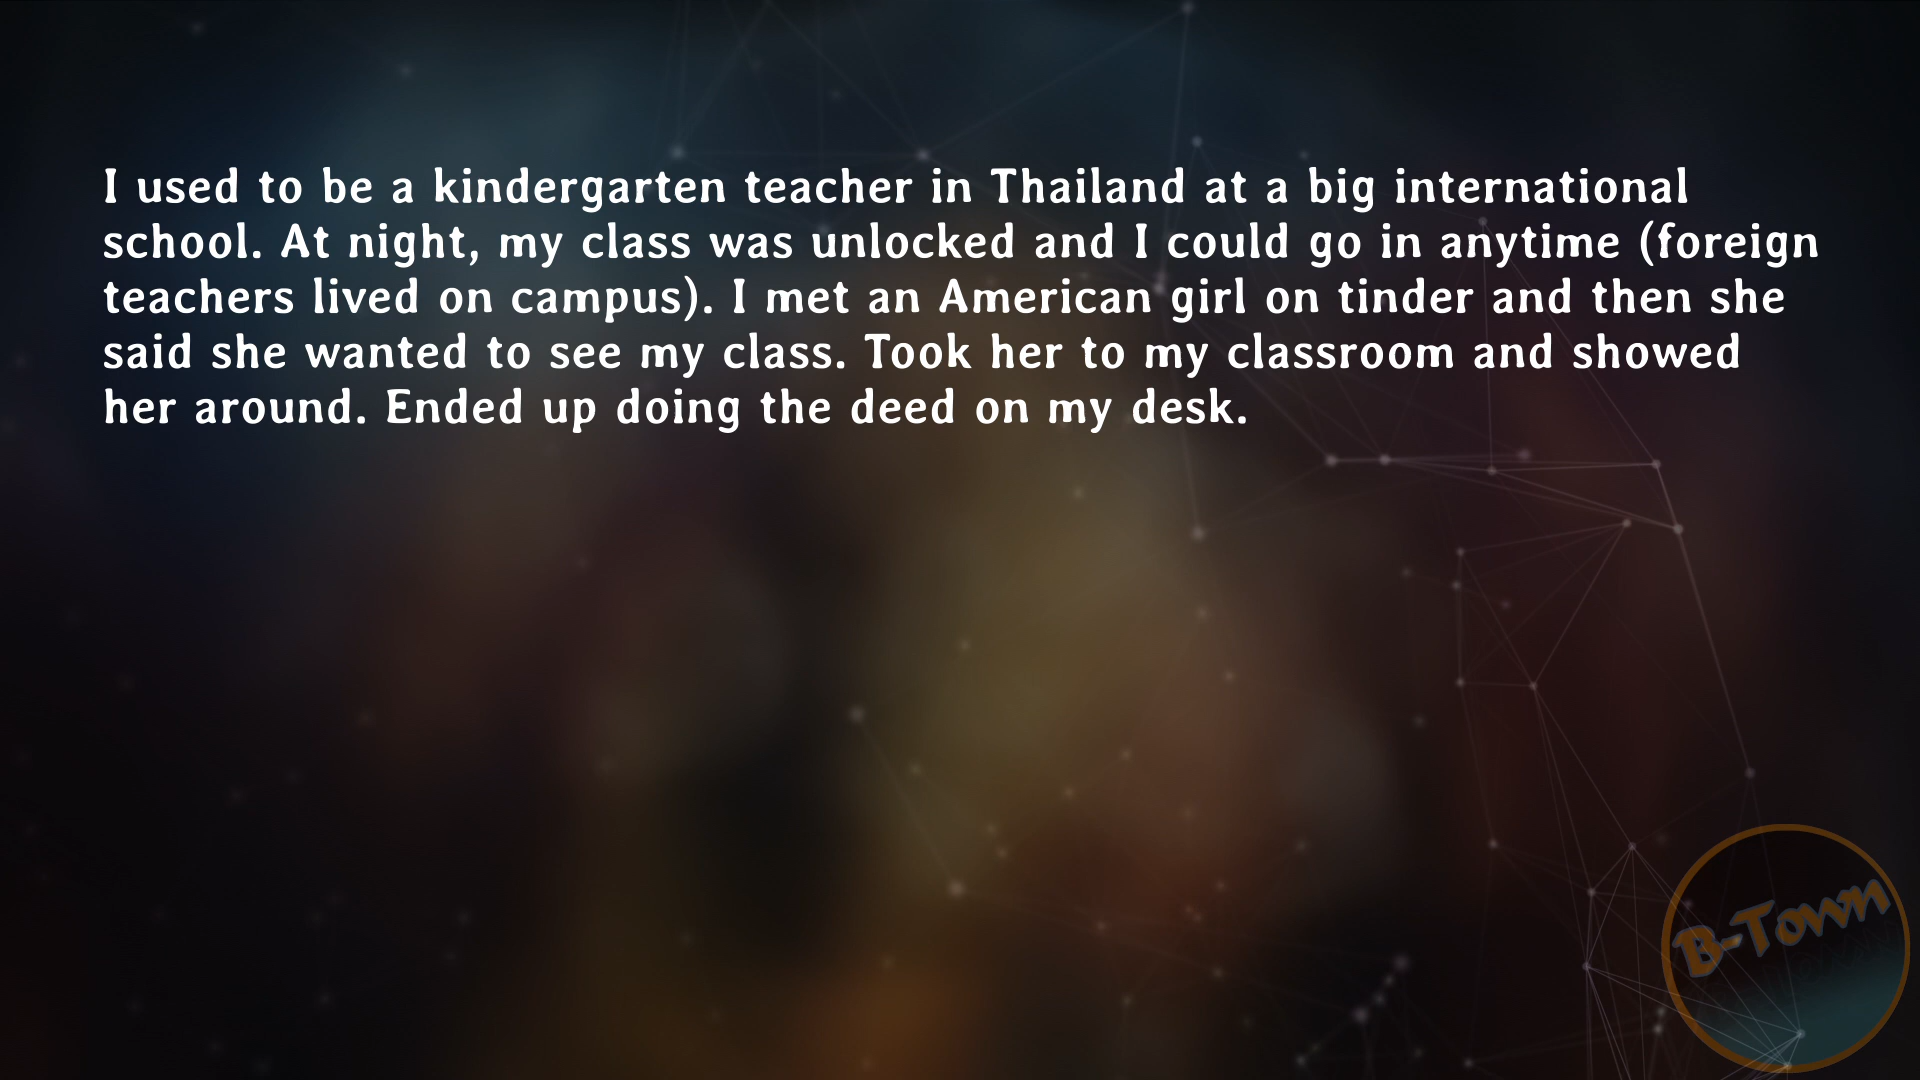 I used to be a kindergarten teacher in Thailand at a big international
school. At night, my class was unlocked and I could go in anytime (foreign
teachers lived on campus). I met an American girl on tinder and then she
said she wanted to see my class. Took her to my classroom and showed
her around. Ended up doing the deed on my desk.
B-Town